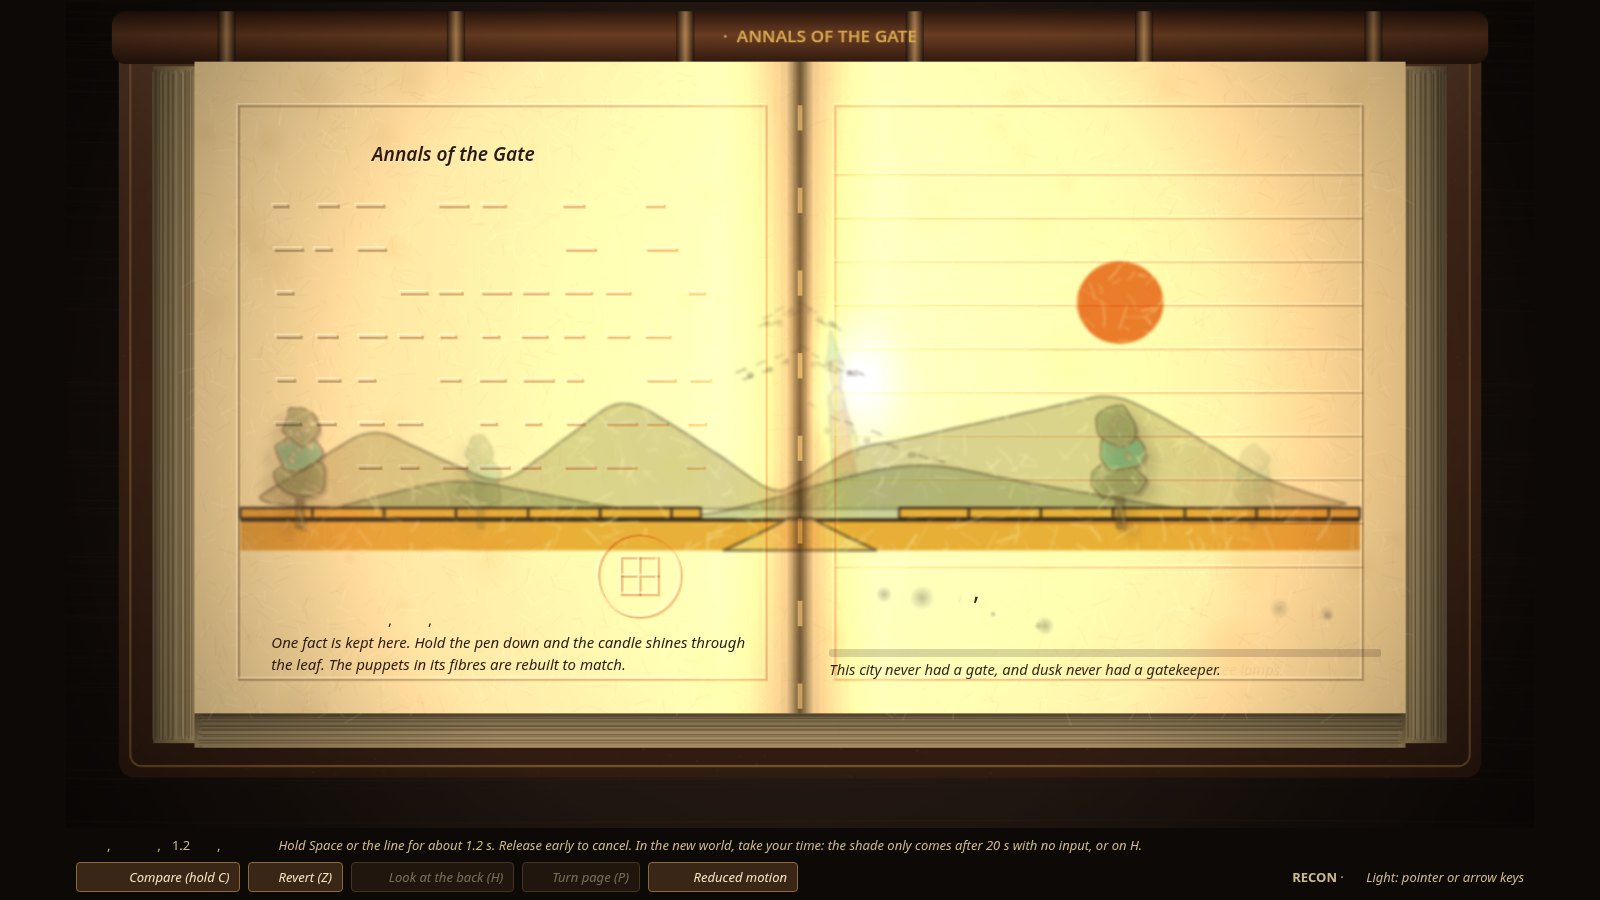 · ANNALS OF THE GATE
Annals of the Gate
, ,
One fact is kept here. Hold the pen down and the candle shines through
the leaf. The puppets in its fibres are rebuilt to match.
,
This city never had a gate, and dusk never had a gatekeeper.
, , 1.2 , Hold Space or the line for about 1.2 s. Release early to cancel. In the new world, take your time: the shade only comes after 20 s with no input, or on H.
Compare (hold C) Revert (Z) Look at the back (H) Turn page (P) Reduced motion RECON · Light: pointer or arrow keys